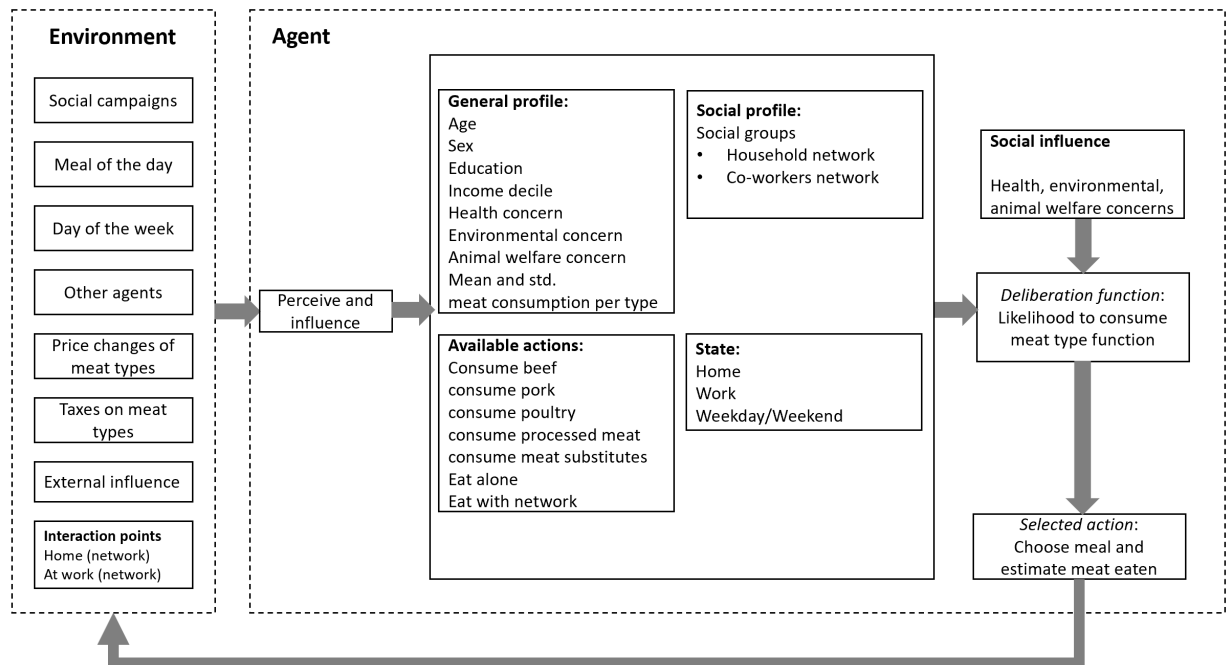 Environment
Social campaigns
Meal of the day
Day of the week
Other agents
Price changes of
meat types
Taxes on meat
types
External influence
Interaction points
Home (network)
At work (network)
Agent
Perceive and
influence
General profile:
Age
Sex
Education
Income decile
Health concern
Environmental concern
Animal welfare concern
Mean and std.
meat consumption per type
Social profile:
Social groups
• Household network
• Co-workers network
Available actions:
Consume beef
consume pork
consume poultry
consume processed meat
consume meat substitutes
Eat alone
Eat with network
State:
Home
Work
Weekday/Weekend
Social influence
Health, environmental,
animal welfare concerns
Deliberation function:
Likelihood to consume
meat type function
Selected action:
Choose meal and
estimate meat eaten